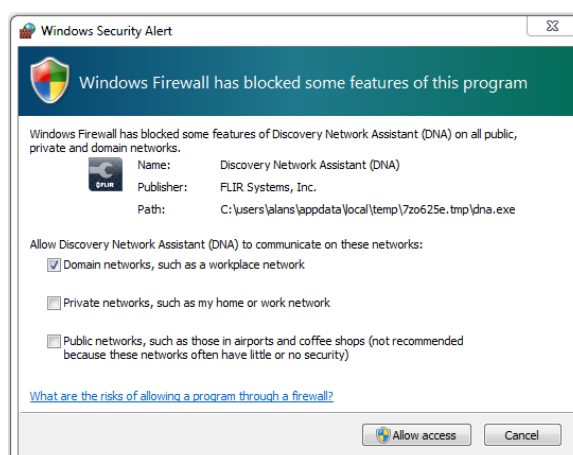 Windows Security Alert
Windows Firewall has blocked some features of this program
Windows Firewall has blocked some features of Discovery Network Assistant (DNA) on all public,
private and domain networks.
Name: Discovery Network Assistant (DNA)
Publisher: FLIR Systems, Inc.
Path: C:\users\alans\appdata\local\temp\7zo625e.tmp\dna.exe
FLIR
Allow Discovery Network Assistant (DNA) to communicate on these networks:
Domain networks, such as a workplace network
Private networks, such as my home or work network
Public networks, such as those in airports and coffee shops (not recommended
because these networks often have little or no security)
What are the risks of allowing a program through a firewall?
Allow access Cancel